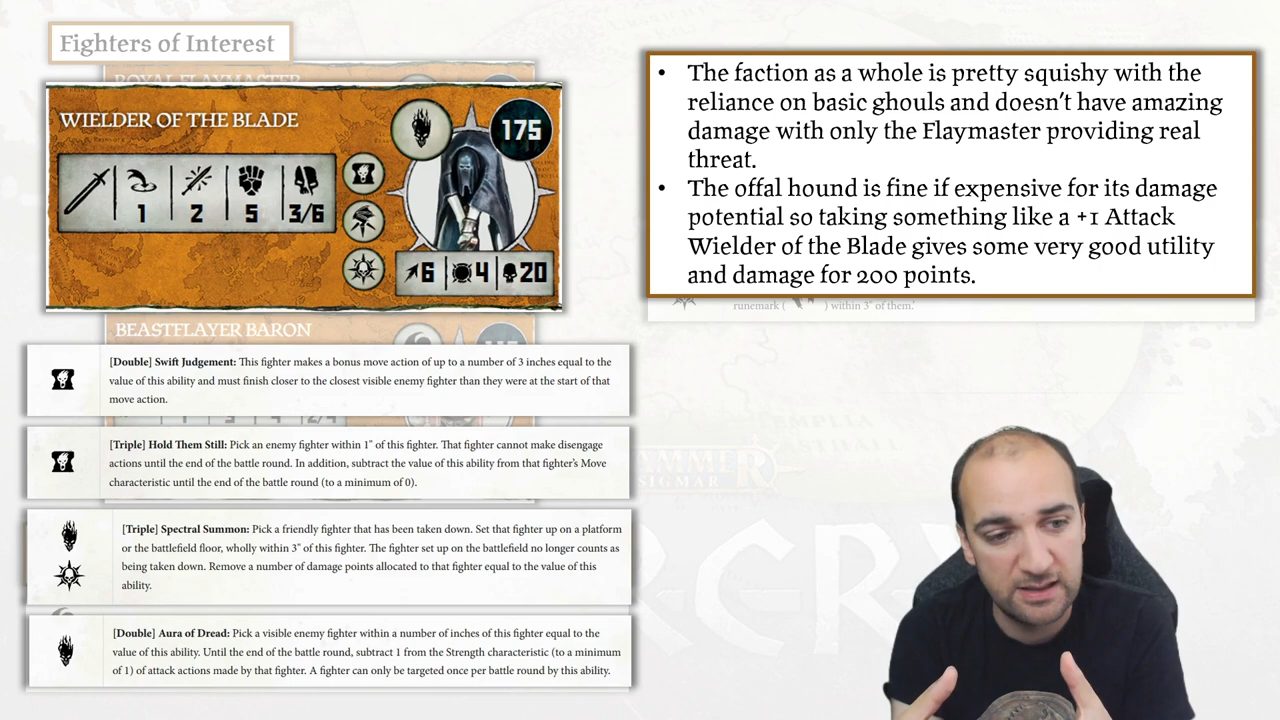 Fighters of Interest
ROYAL FLAYMASTER
WIELDER OF THE BLADE
175
1 2 5 3/6
6 4 20
BEASTFLAYER BARON
[Double] Swift Judgement: This fighter makes a bonus move action of up to a number of 3 inches equal to the
value of this ability and must finish closer to the closest visible enemy fighter than they were at the start of that
move action.
[Triple] Hold Them Still: Pick an enemy fighter within 1" of this fighter. That fighter cannot make disengage
actions until the end of the battle round. In addition, subtract the value of this ability from that fighter's Move
characteristic until the end of the battle round (to a minimum of 0).
[Triple] Spectral Summon: Pick a friendly fighter that has been taken down. Set that fighter up on a platform
or the battlefield floor, wholly within 3" of this fighter. The fighter set up on the battlefield no longer counts as
being taken down. Remove a number of damage points allocated to that fighter equal to the value of this
ability.
[Double] Aura of Dread: Pick a visible enemy fighter within a number of inches of this fighter equal to the
value of this ability. Until the end of the battle round, subtract 1 from the Strength characteristic (to a minimum
of 1) of attack actions made by that fighter. A fighter can only be targeted once per battle round by this ability.
• The faction as a whole is pretty squishy with the
reliance on basic ghouls and doesn't have amazing
damage with only the Flaymaster providing real
threat.
• The offal hound is fine if expensive for its damage
potential so taking something like a +1 Attack
Wielder of the Blade gives some very good utility
and damage for 200 points.
runemark ( ) within 3" of them.'